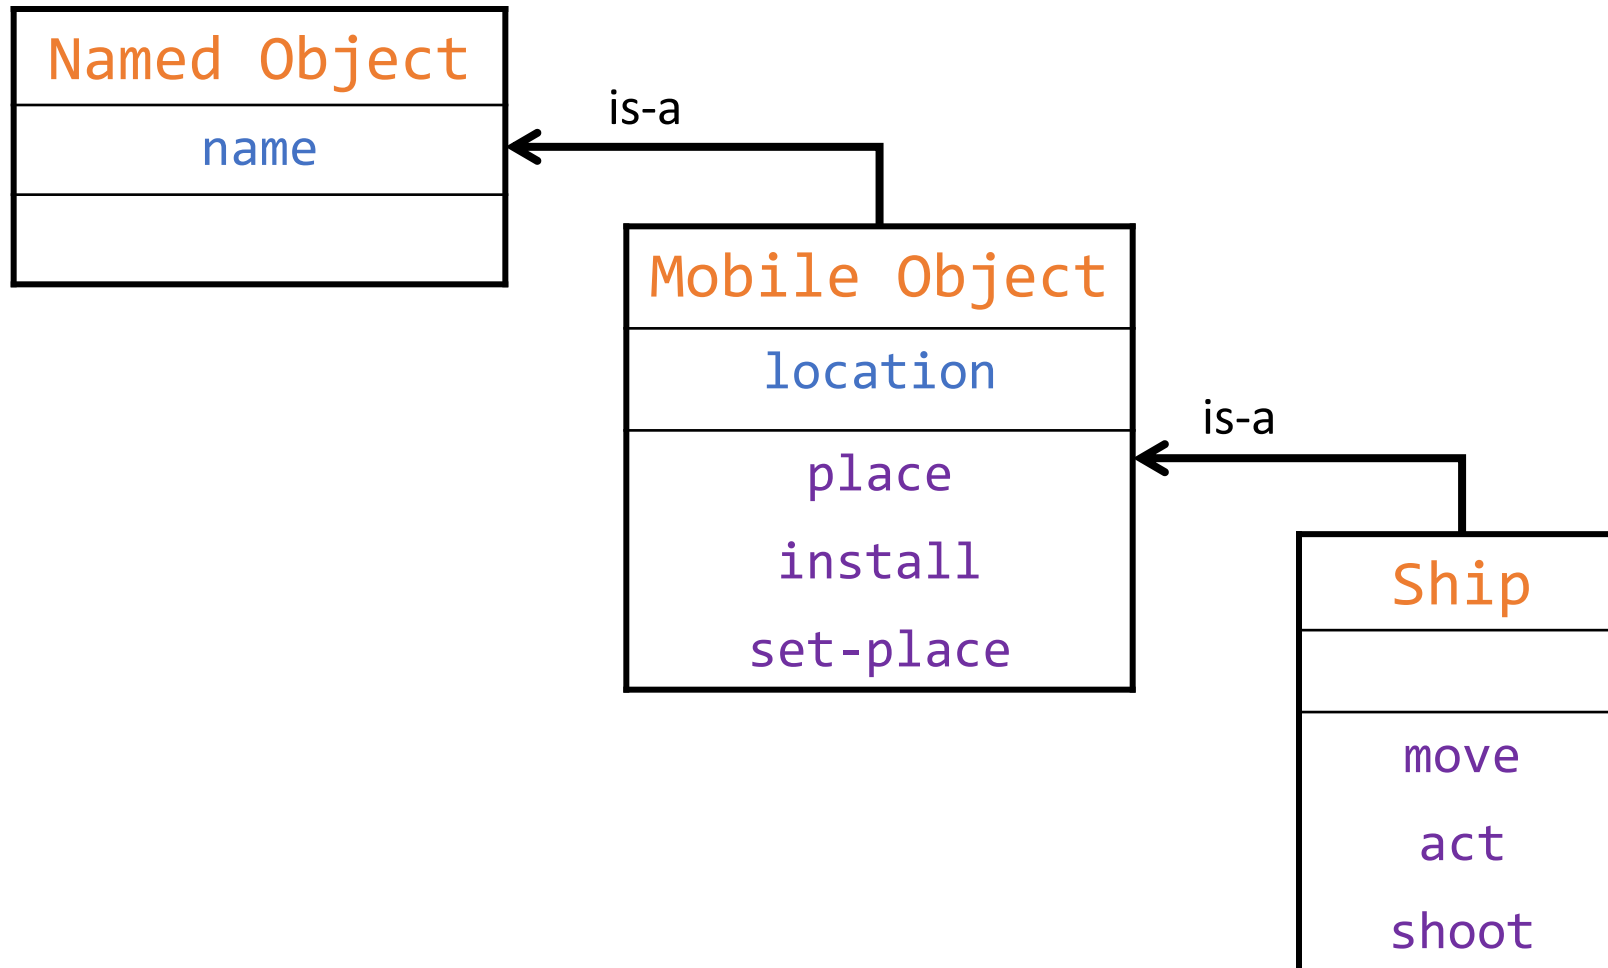 Named Object
name
is-a
Mobile Object
location
place
install
set-place
is-a
Ship
move
act
shoot